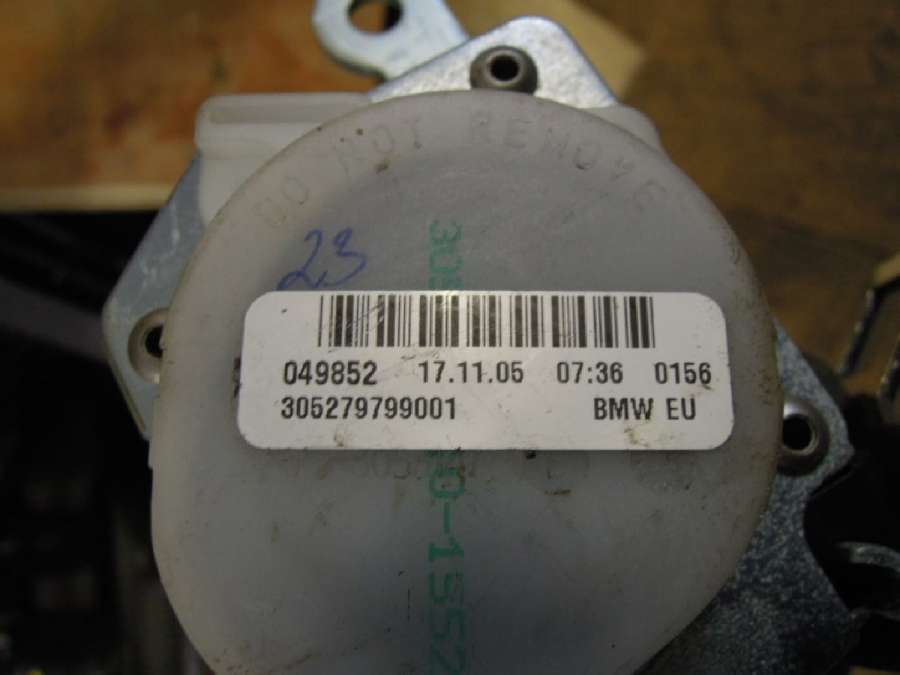 DO NOT REMOVE
23
049852 17.11.05 07:36 0156
305279799001 BMW EU